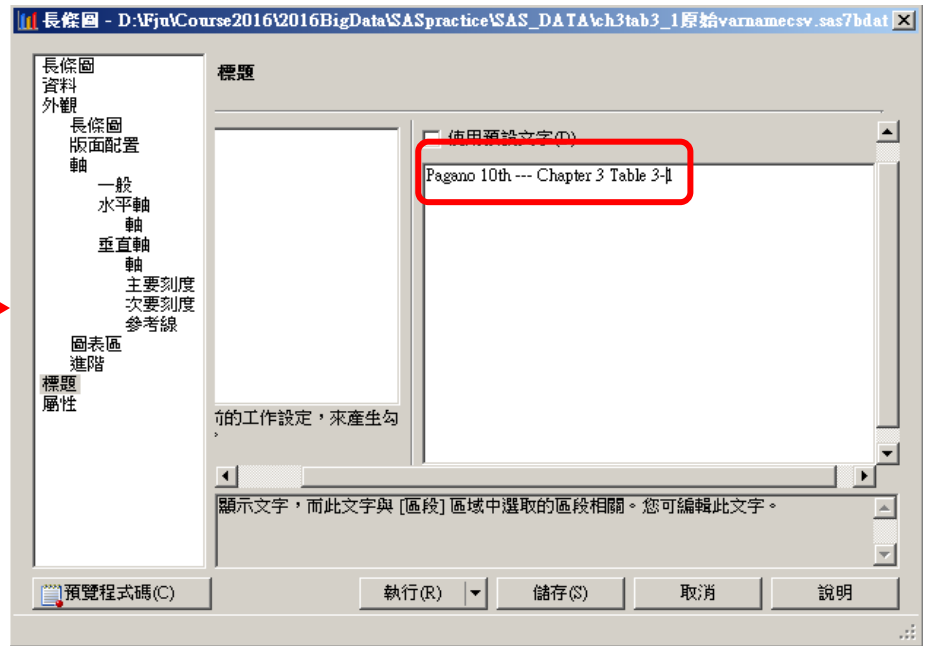 長條圖 - D:\Fju\Course2016\2016BigData\SASpractice\SAS_DATA\ch3tab3_1原始varnamecsv.sas7bdat
長條圖
資料
外觀
長條圖
版面配置
軸
一般
水平軸
軸
垂直軸
軸
主要刻度
次要刻度
參考線
圖表區
進階
標題
屬性
標題
使用預設文字(D)
Pagano 10th --- Chapter 3 Table 3-1
前的工作設定，來產生勾
顯示文字，而此文字與 [區段] 區域中選取的區段相關。您可編輯此文字。
預覽程式碼(C)
執行(R)
儲存(S)
取消
說明